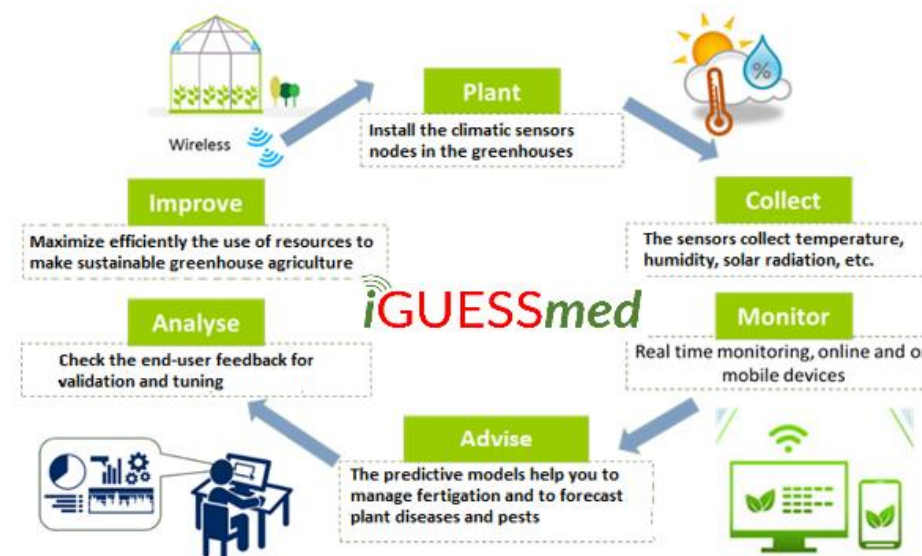 Plant
Install the climatic sensors
nodes in the greenhouses
%
Wireless
Collect
The sensors collect temperature,
humidity, solar radiation, etc.
Monitor
Real time monitoring, online and o
mobile devices
Advise
The predictive models help you to
manage fertigation and to forecast
plant diseases and pests
Analyse
Check the end-user feedback for
validation and tuning
Improve
Maximize efficiently the use of resources to
make sustainable greenhouse agriculture
iGUESSmed